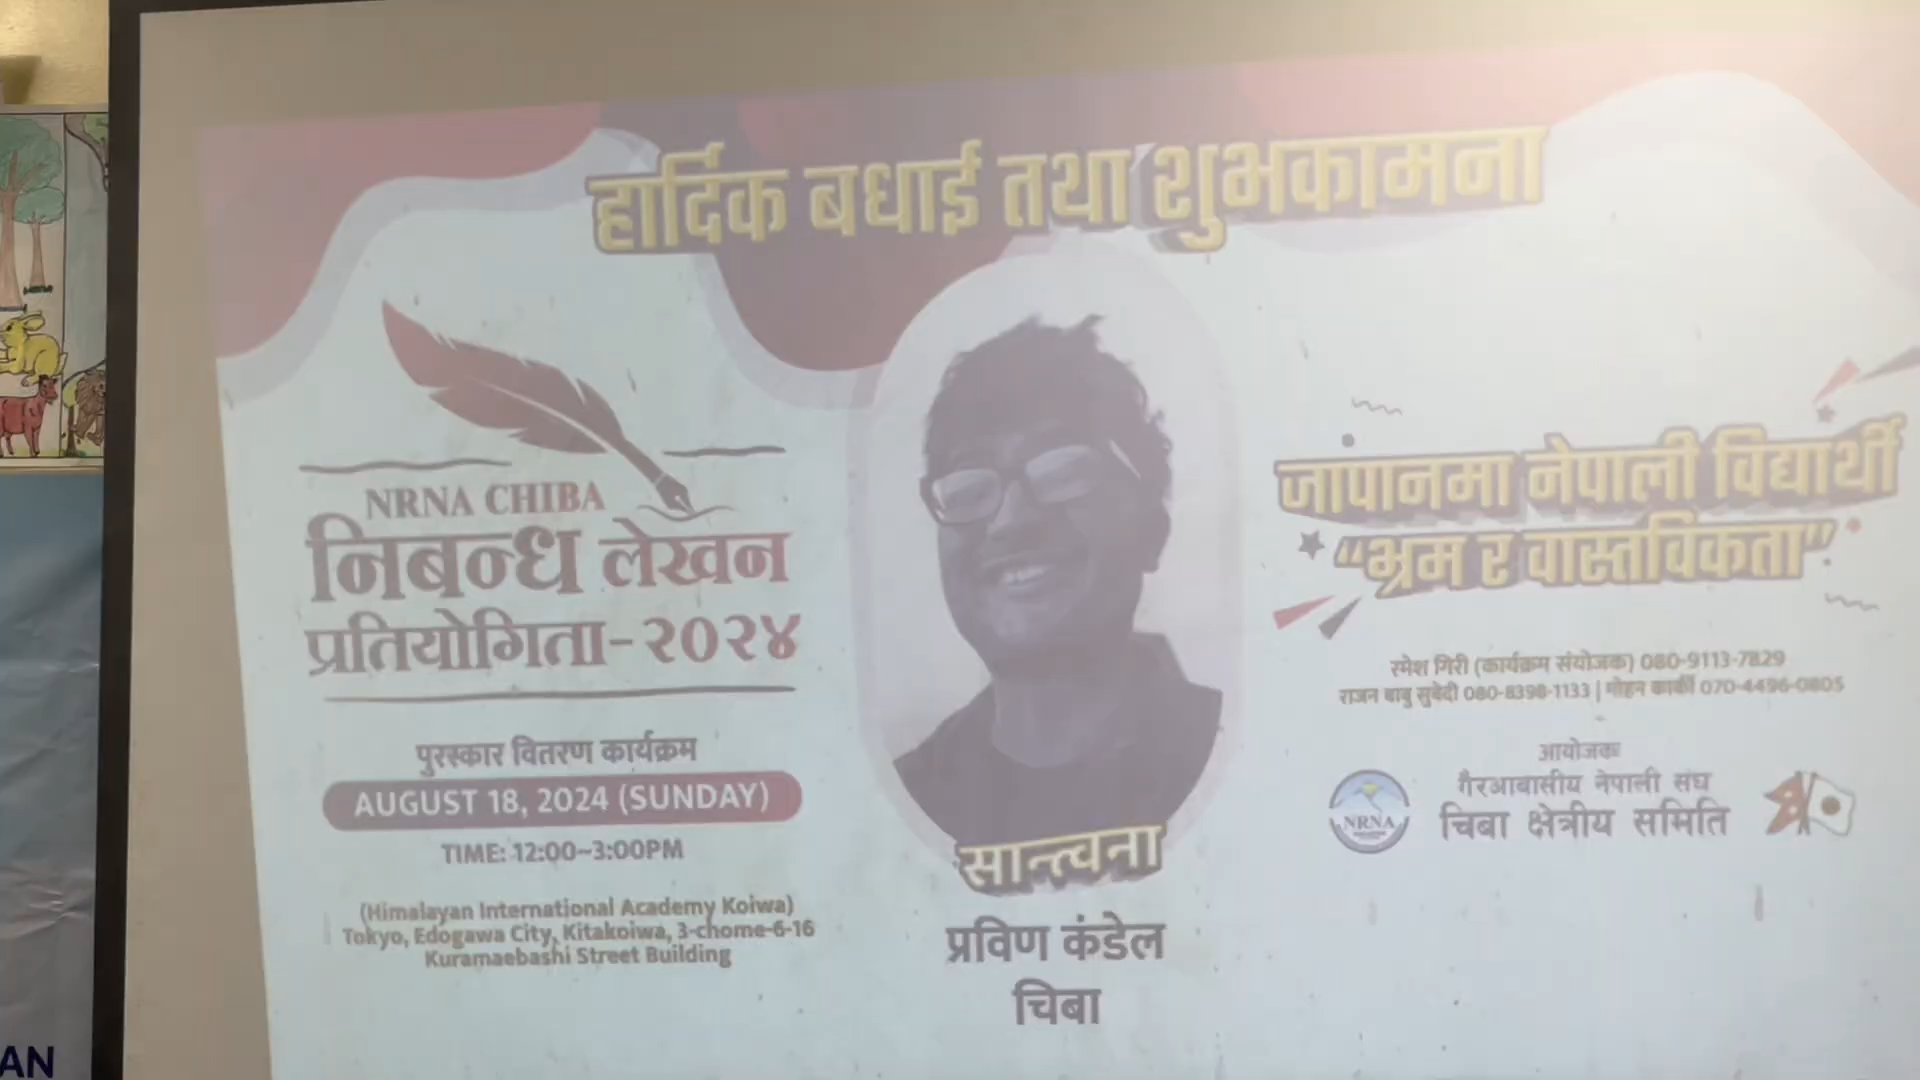 हार्दिक बधाई तथा शुभकामना
NRNA CHIBA
निबन्ध लेखन
प्रतियोगिता-२०२४
पुरस्कार वितरण कार्यक्रम
AUGUST 18, 2024 (SUNDAY)
TIME: 12:00~3:00PM
(Himalayan International Academy Koiwa)
Tokyo, Edogawa City, Kitakoiwa, 3-chome-6-16
Kuramaebashi Street Building
सान्त्वना
प्रविण कंडेल
चिबा
जापानमा नेपाली विद्यार्थी
“भ्रम र वास्तविकता”
रमेश गिरी (कार्यक्रम संयोजक) 080-9113-7829
राजन बाबु सुवेदी 080-8398-1133 | मोहन कार्की 070-4496-0805
आयोजक
गैरआवासीय नेपाली संघ
चिबा क्षेत्रीय समिति
NRNA
AN